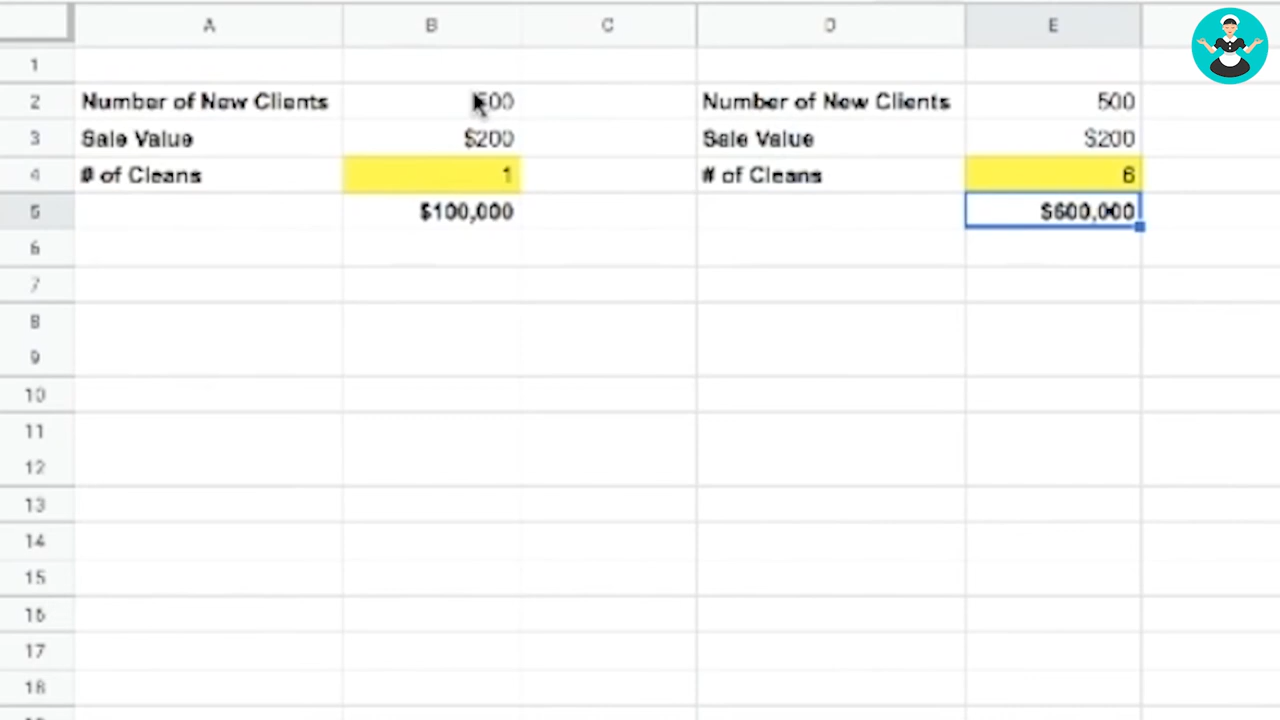 A B C D E
1
2 Number of New Clients 500 Number of New Clients 500
3 Sale Value $200 Sale Value $200
4 # of Cleans 1 # of Cleans 6
5 $100,000 $600,000
6
7
8
9
10
11
12
13
14
15
16
17
18